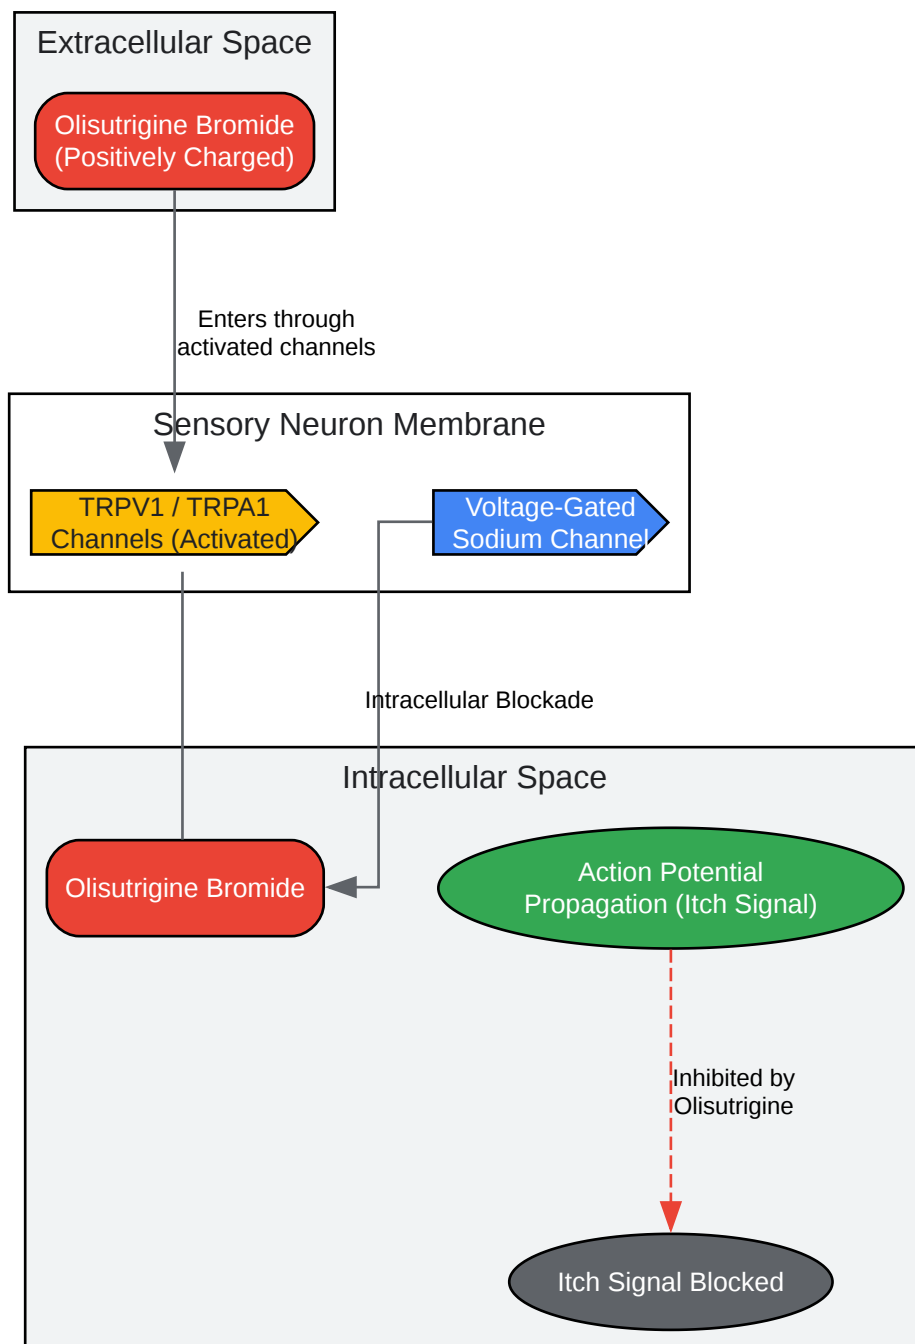 Extracellular Space
Olisutrigine Bromide
(Positively Charged)
Enters through
activated channels
Sensory Neuron Membrane
TRPV1 / TRPA1
Channels (Activated)
Voltage-Gated
Sodium Channel
Intracellular Blockade
Intracellular Space
Olisutrigine Bromide
Action Potential
Propagation (Itch Signal)
Inhibited by
Olisutrigine
Itch Signal Blocked